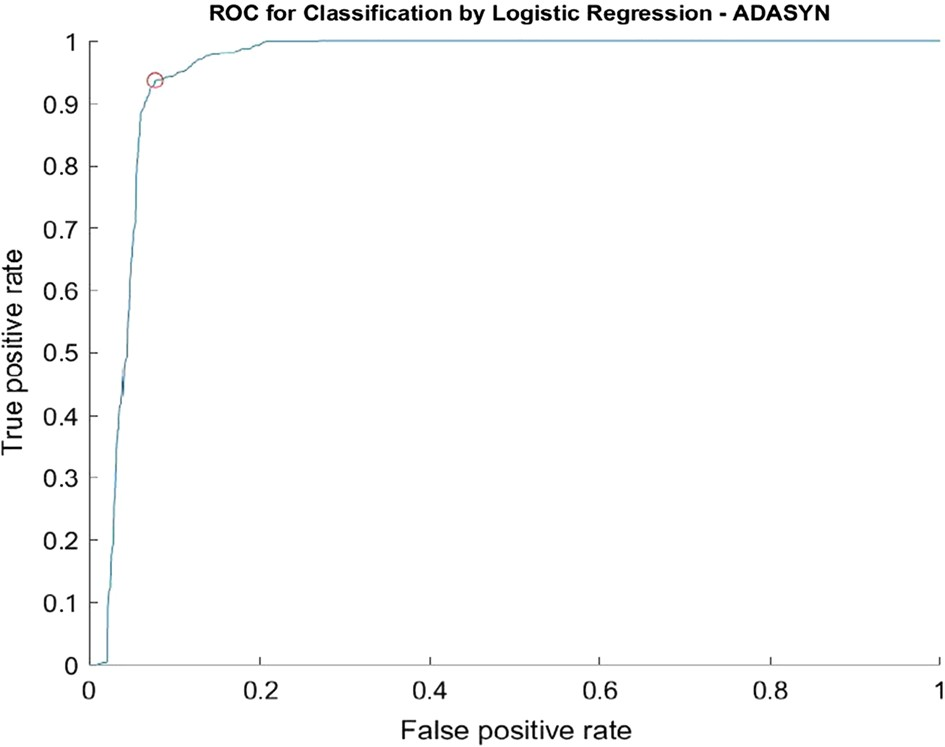 ROC for Classification by Logistic Regression - ADASYN
1
0.9
0.8
0.7
0.6
0.5
0.4
0.3
0.2
0.1
0
True positive rate
0 0.2 0.4 0.6 0.8 1
False positive rate